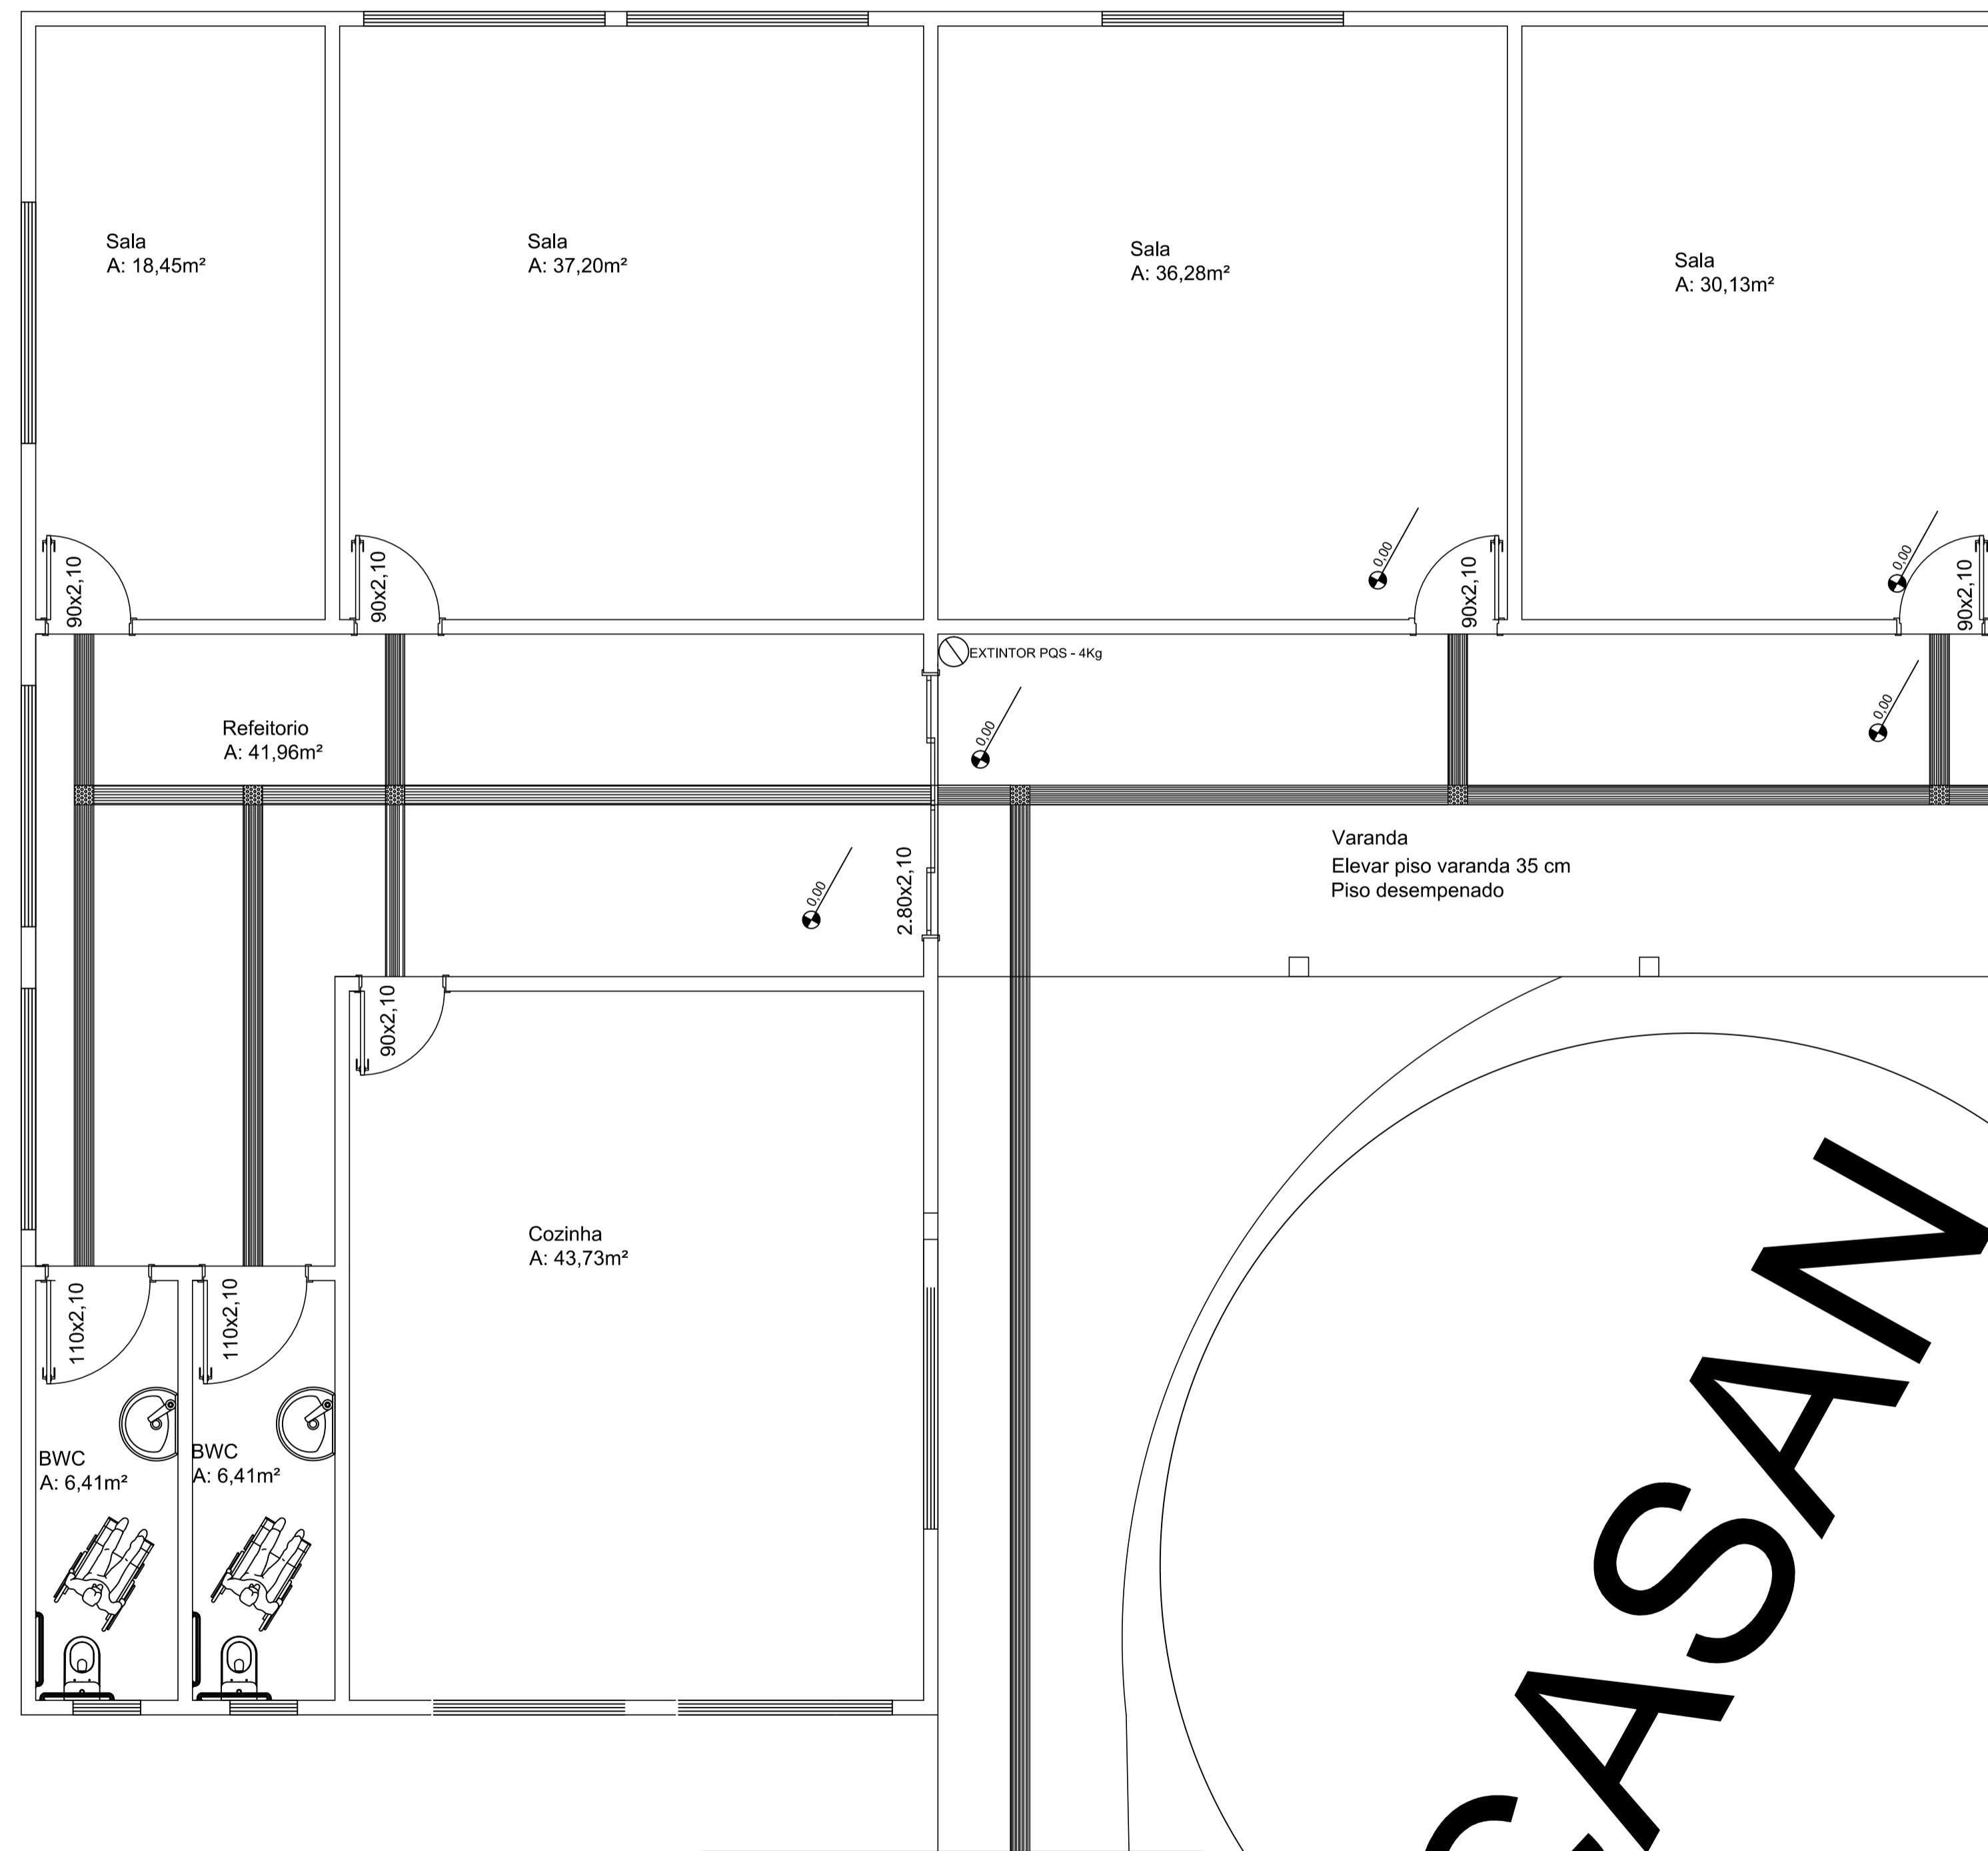 Sala
A: 18,45m²
Sala
A: 37,20m²
Sala
A: 36,28m²
Sala
A: 30,13m²
90x2,10
90x2,10
0,00
90x2,10
0,00
90x2,10
EXTINTOR PQS - 4Kg
Refeitorio
A: 41,96m²
0,00
0,00
Varanda
Elevar piso varanda 35 cm
Piso desempenado
0,00
2.80x2,10
90x2,10
Cozinha
A: 43,73m²
110x2,10
110x2,10
BWC
A: 6,41m²
BWC
A: 6,41m²
CASAN